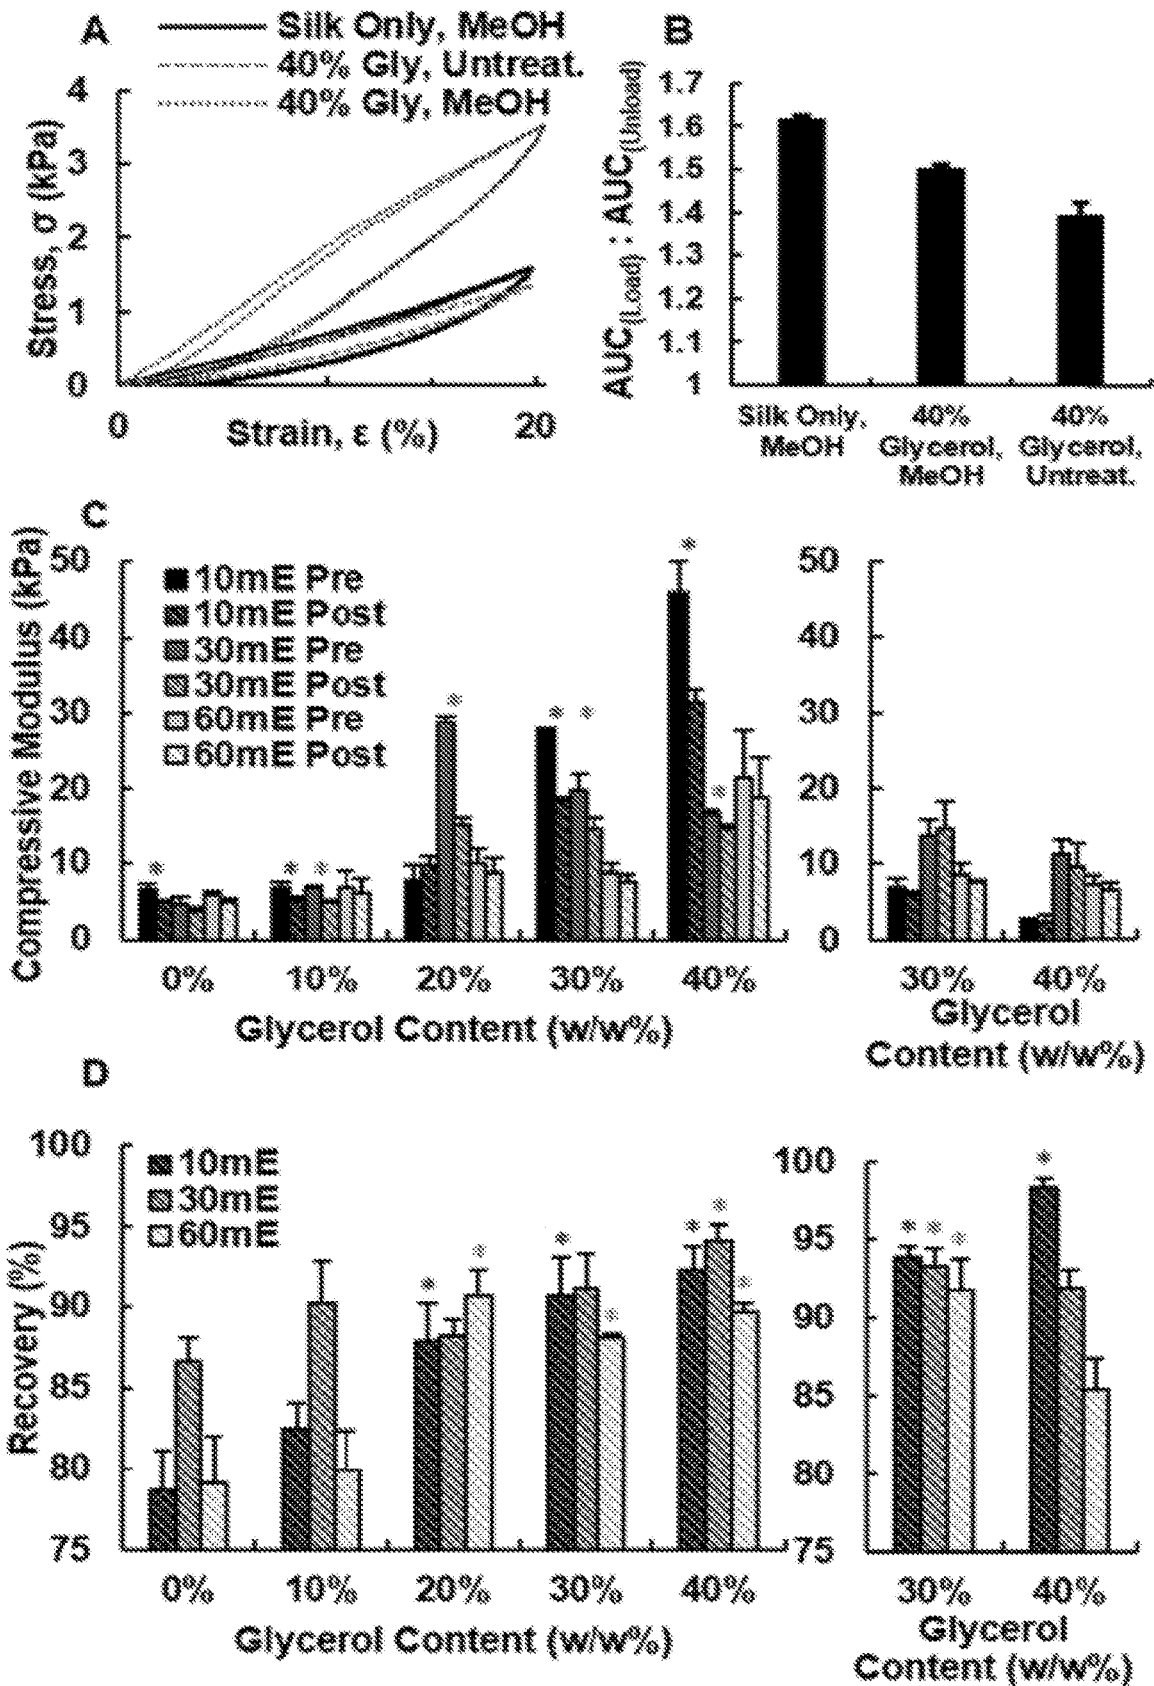 A
Silk Only, MeOH
40% Gly, Untreat.
40% Gly, MeOH
Stress, σ (kPa)
4
3
2
1
0
0
20
Strain, ε (%)
B
AUC(Load) : AUC(Unload)
1.7
1.6
1.5
1.4
1.3
1.2
1.1
1
Silk Only,
MeOH
40%
Glycerol,
MeOH
40%
Glycerol,
Untreat.
C
Compressive Modulus (kPa)
50
40
30
20
10
0
10mE Pre
10mE Post
30mE Pre
30mE Post
60mE Pre
60mE Post
* * * * * * * *
0% 10% 20% 30% 40%
Glycerol Content (w/w%)
50
40
30
20
10
0
30% 40%
Glycerol
Content (w/w%)
D
Recovery (%)
100
95
90
85
80
75
10mE
30mE
60mE
* * * * * * *
0% 10% 20% 30% 40%
Glycerol Content (w/w%)
100
95
90
85
80
75
* * * *
30% 40%
Glycerol
Content (w/w%)